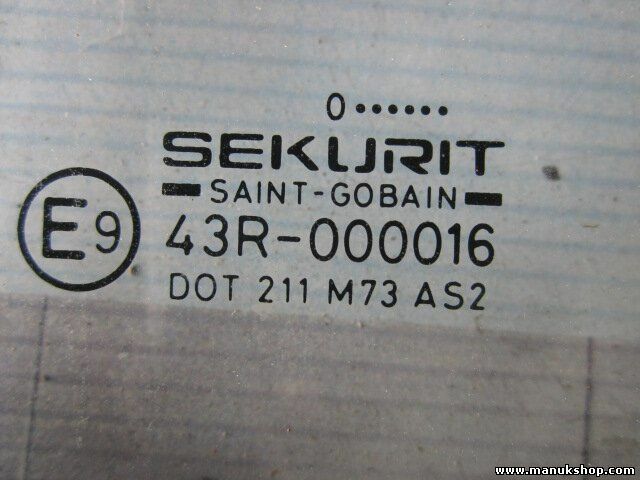 0 ••••••
SEKURIT
SAINT-GOBAIN
E9
43R-000016
DOT 211 M73 AS2
www.manukshop.com